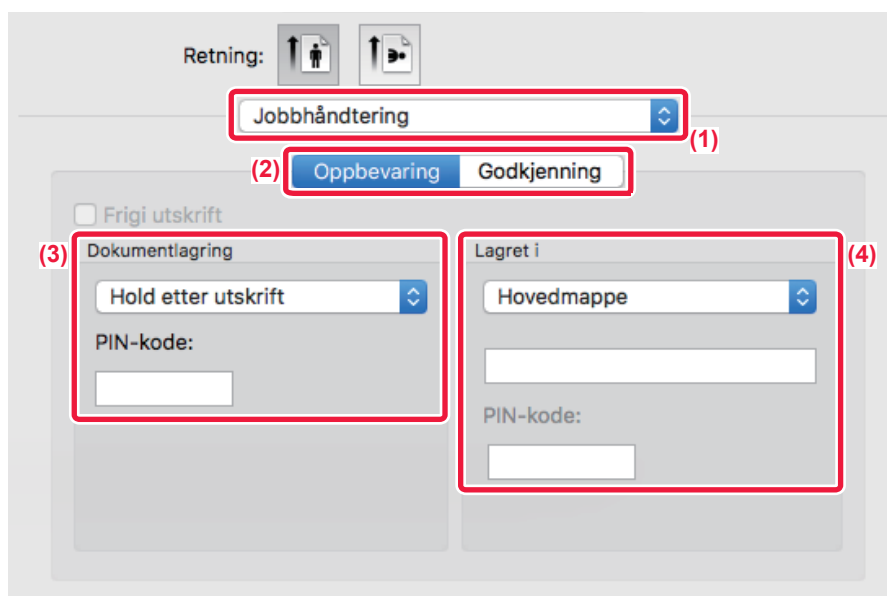 Retning:
Jobbhåndtering
(1)
(2) Oppbevaring Godkjenning
Frigi utskrift
(3) Dokumentlagring
Hold etter utskrift
PIN-kode:
Lagret i (4)
Hovedmappe
PIN-kode: